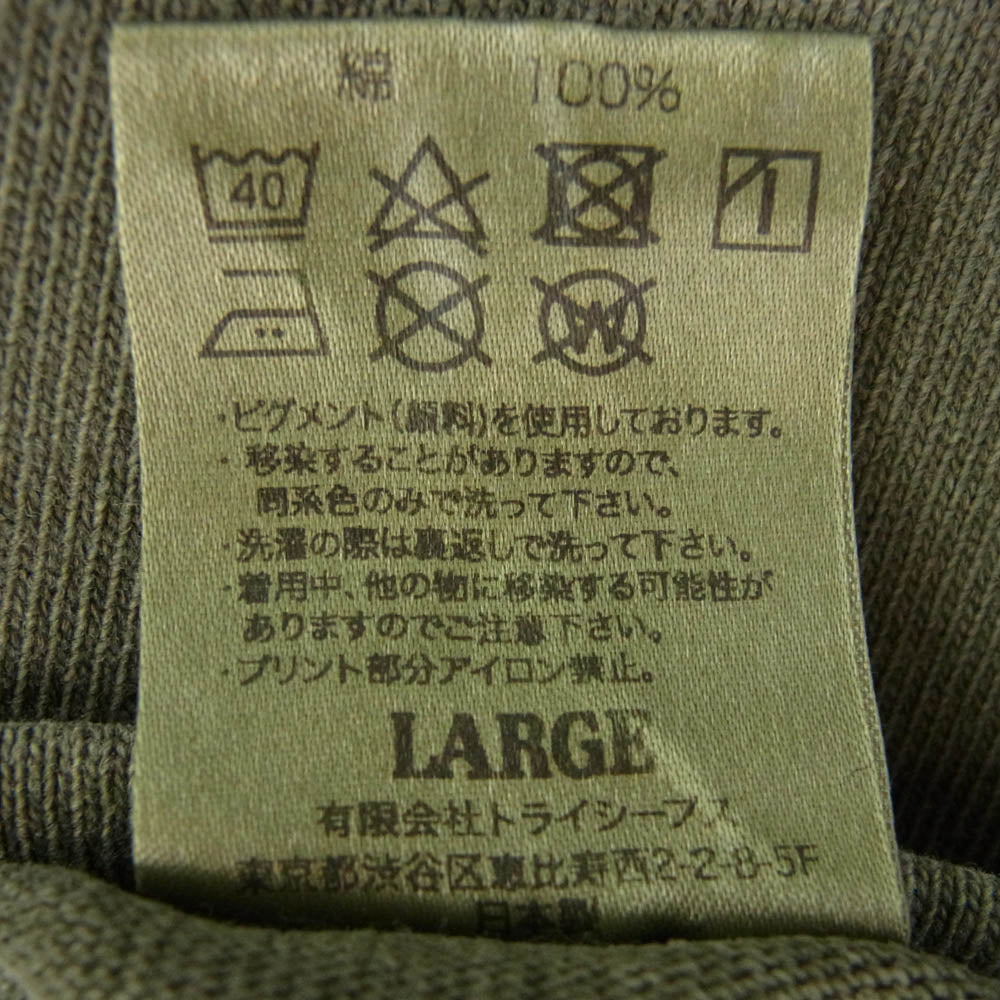 綿 100%
40
W
・ピグメント(顔料)を使用しております。
・移染することがありますので、
同系色のみで洗って下さい。
・洗濯の際は裏返しで洗って下さい。
・着用中、他の物に移染する可能性が
ありますのでご注意下さい。
・プリント部分アイロン禁止。
LARGE
有限会社トライシープス
東京都渋谷区恵比寿西2-2-8-5F
日本製